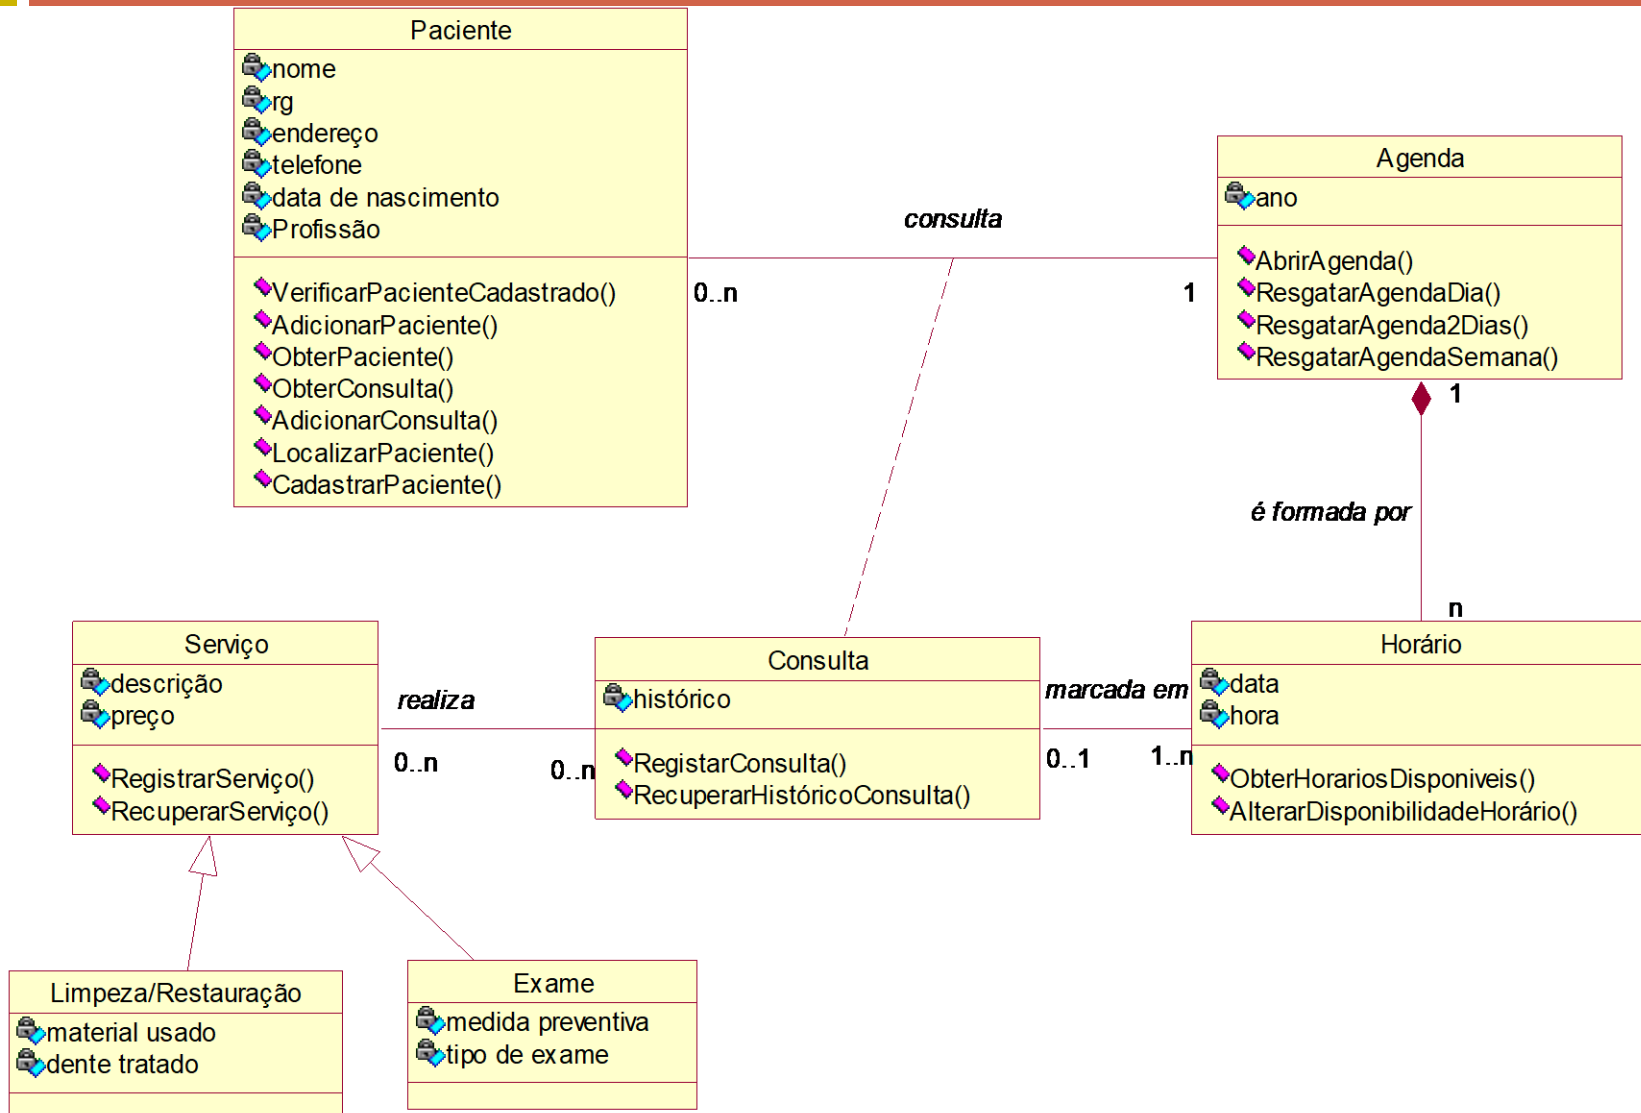 Paciente
nome
rg
endereço
telefone
data de nascimento
Profissão
VerificarPacienteCadastrado()
AdicionarPaciente()
ObterPaciente()
ObterConsulta()
AdicionarConsulta()
LocalizarPaciente()
CadastrarPaciente()
consulta
0..n
1
Agenda
ano
AbrirAgenda()
ResgatarAgendaDia()
ResgatarAgenda2Dias()
ResgatarAgendaSemana()
1
é formada por
n
Serviço
descrição
preço
RegistrarServiço()
RecuperarServiço()
realiza
0..n
0..n
Consulta
histórico
RegistarConsulta()
RecuperarHistóricoConsulta()
marcada em
0..1
1..n
Horário
data
hora
ObterHorariosDisponiveis()
AlterarDisponibilidadeHorário()
Limpeza/Restauração
material usado
dente tratado
Exame
medida preventiva
tipo de exame